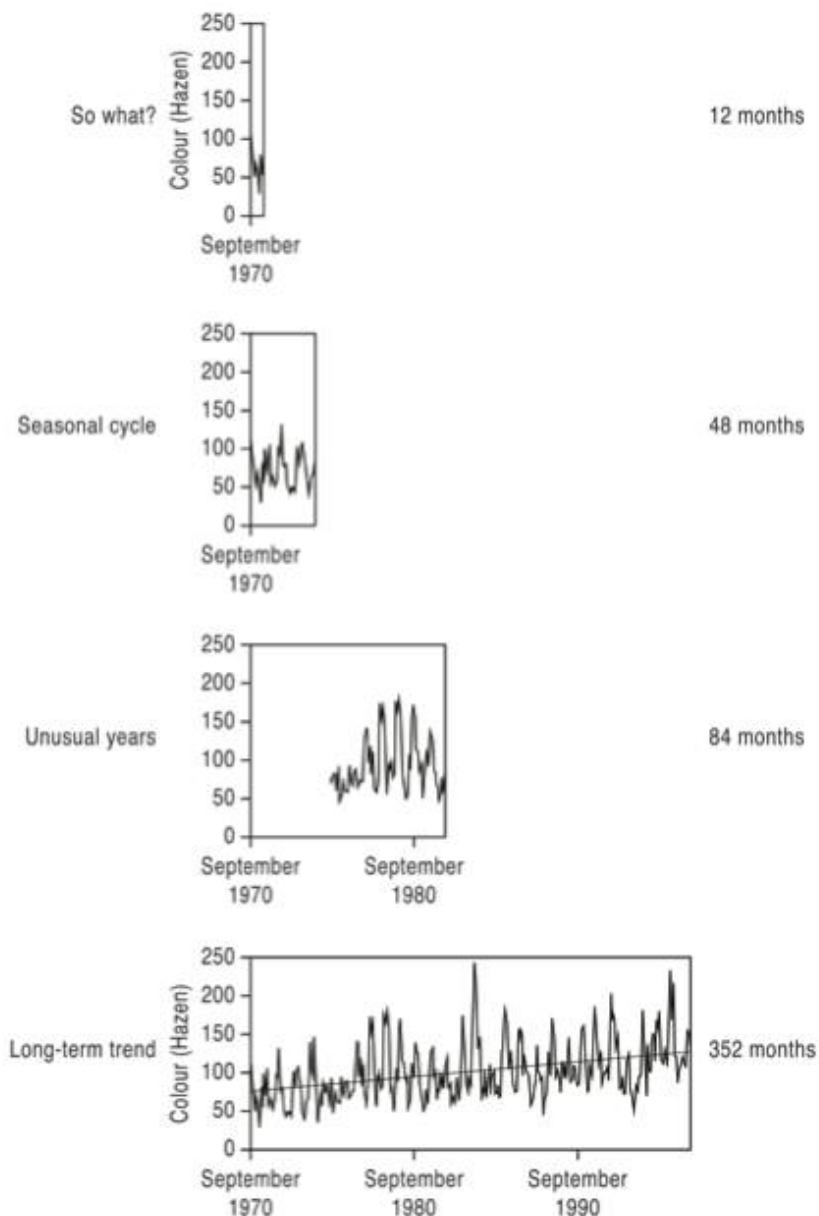 250
200
150
100
50
0
Colour (Hazen)
So what?
12 months
September
1970
250
200
150
100
50
0
Seasonal cycle
48 months
September
1970
250
200
150
100
50
0
Unusual years
84 months
September
1970
September
1980
250
200
150
100
50
0
Colour (Hazen)
Long-term trend
352 months
September
1970
September
1980
September
1990